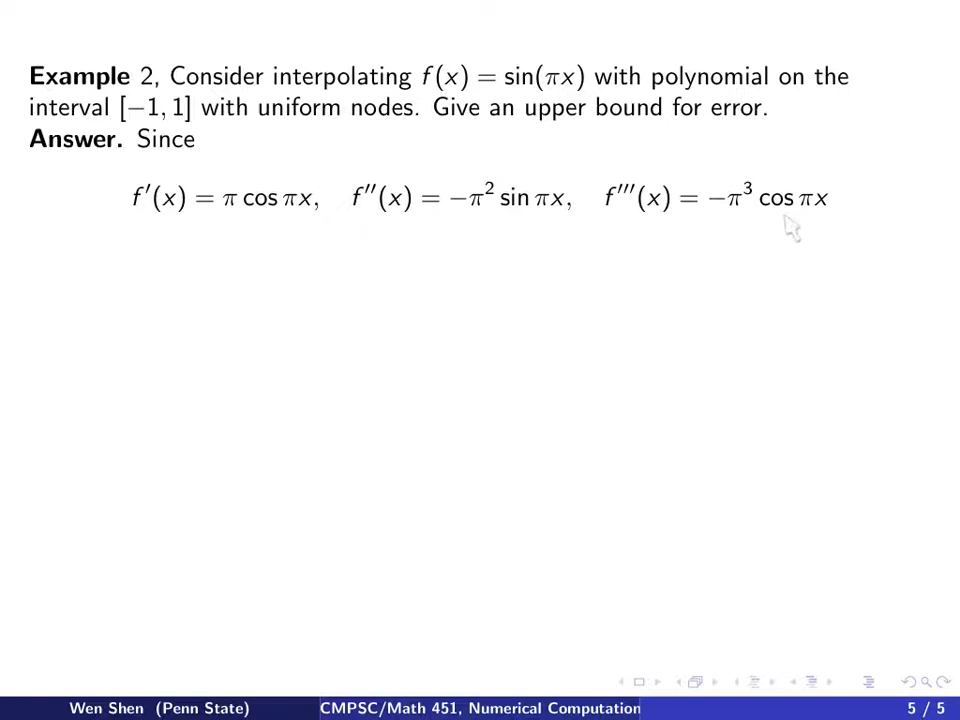 Example 2, Consider interpolating f(x) = sin(πx) with polynomial on the
interval [−1, 1] with uniform nodes. Give an upper bound for error.
Answer. Since
f′(x) = π cos πx, f″(x) = −π² sin πx, f‴(x) = −π³ cos πx
Wen Shen (Penn State) CMPSC/Math 451, Numerical Computation 5 / 5